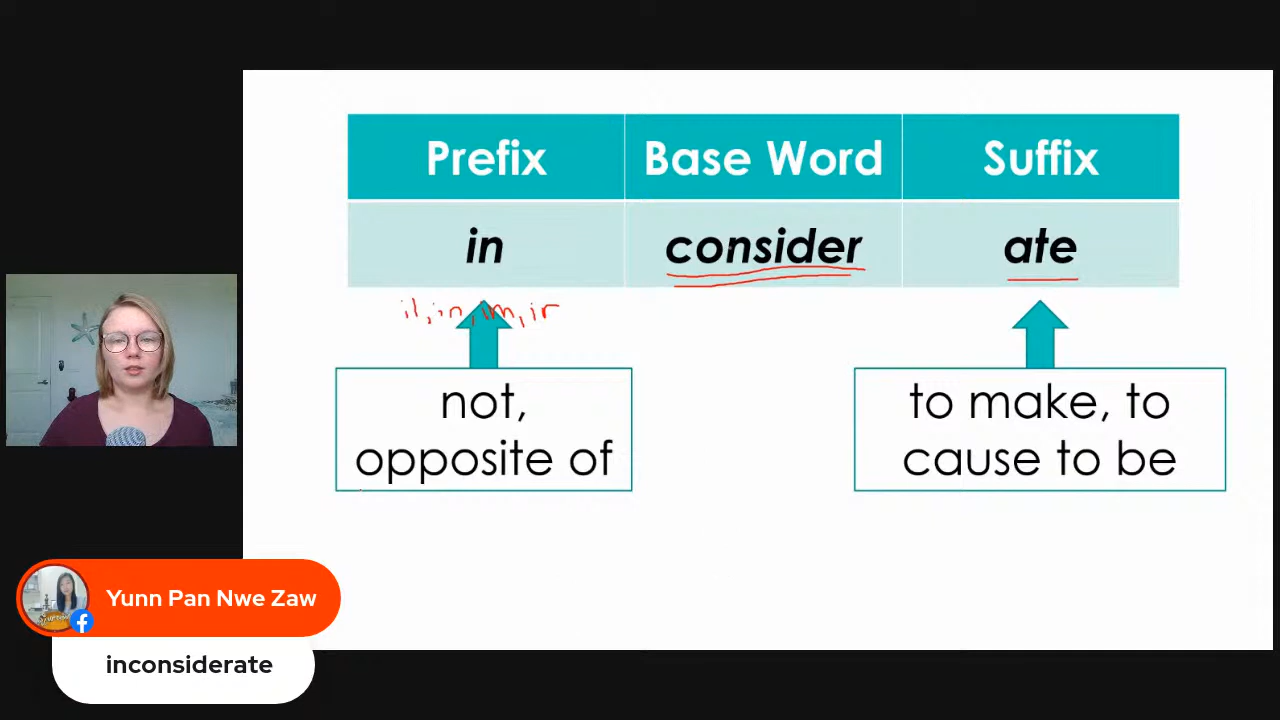 Prefix Base Word Suffix
in consider ate
il, in, im, ir
not,
opposite of
to make, to
cause to be
Yunn Pan Nwe Zaw
inconsiderate